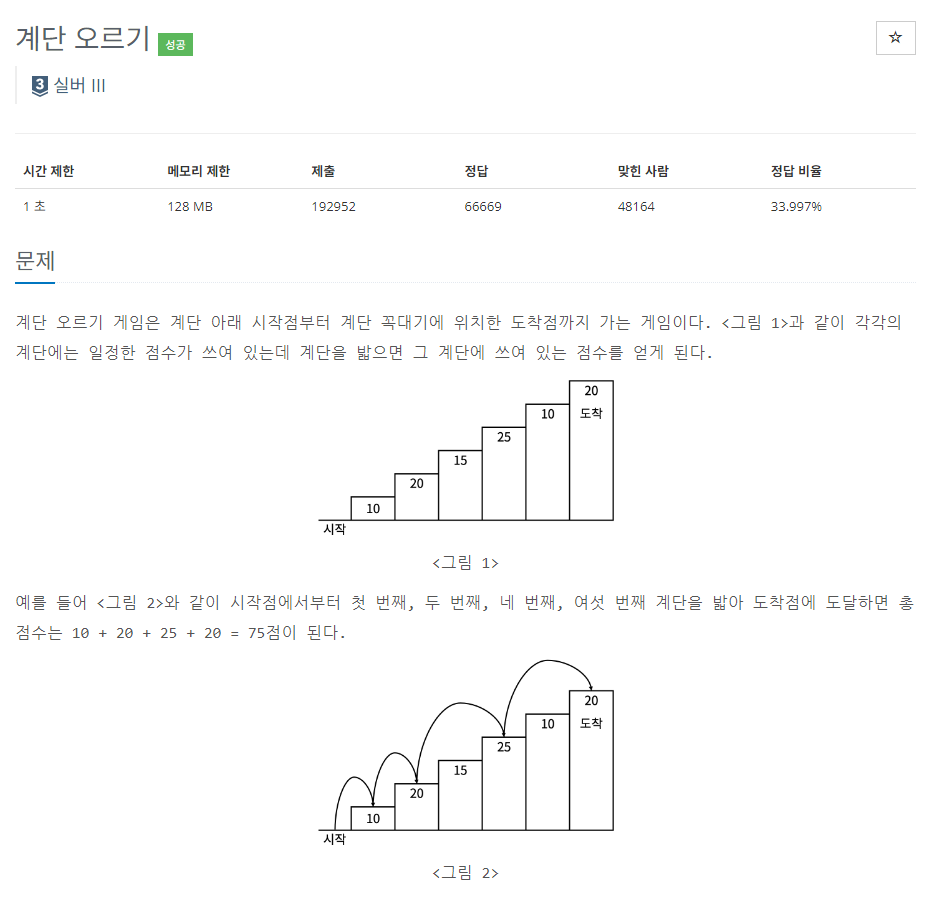 계단 오르기 성공
☆
3 실버 III
시간 제한 메모리 제한 제출 정답 맞힌 사람 정답 비율
1 초 128 MB 192952 66669 48164 33.997%
문제
계단 오르기 게임은 계단 아래 시작점부터 계단 꼭대기에 위치한 도착점까지 가는 게임이다. <그림 1>과 같이 각각의
계단에는 일정한 점수가 쓰여 있는데 계단을 밟으면 그 계단에 쓰여 있는 점수를 얻게 된다.
20
10 도착
25
15
20
10
시작
<그림 1>
예를 들어 <그림 2>와 같이 시작점에서부터 첫 번째, 두 번째, 네 번째, 여섯 번째 계단을 밟아 도착점에 도달하면 총
점수는 10 + 20 + 25 + 20 = 75점이 된다.
20
10 도착
25
15
20
10
시작
<그림 2>